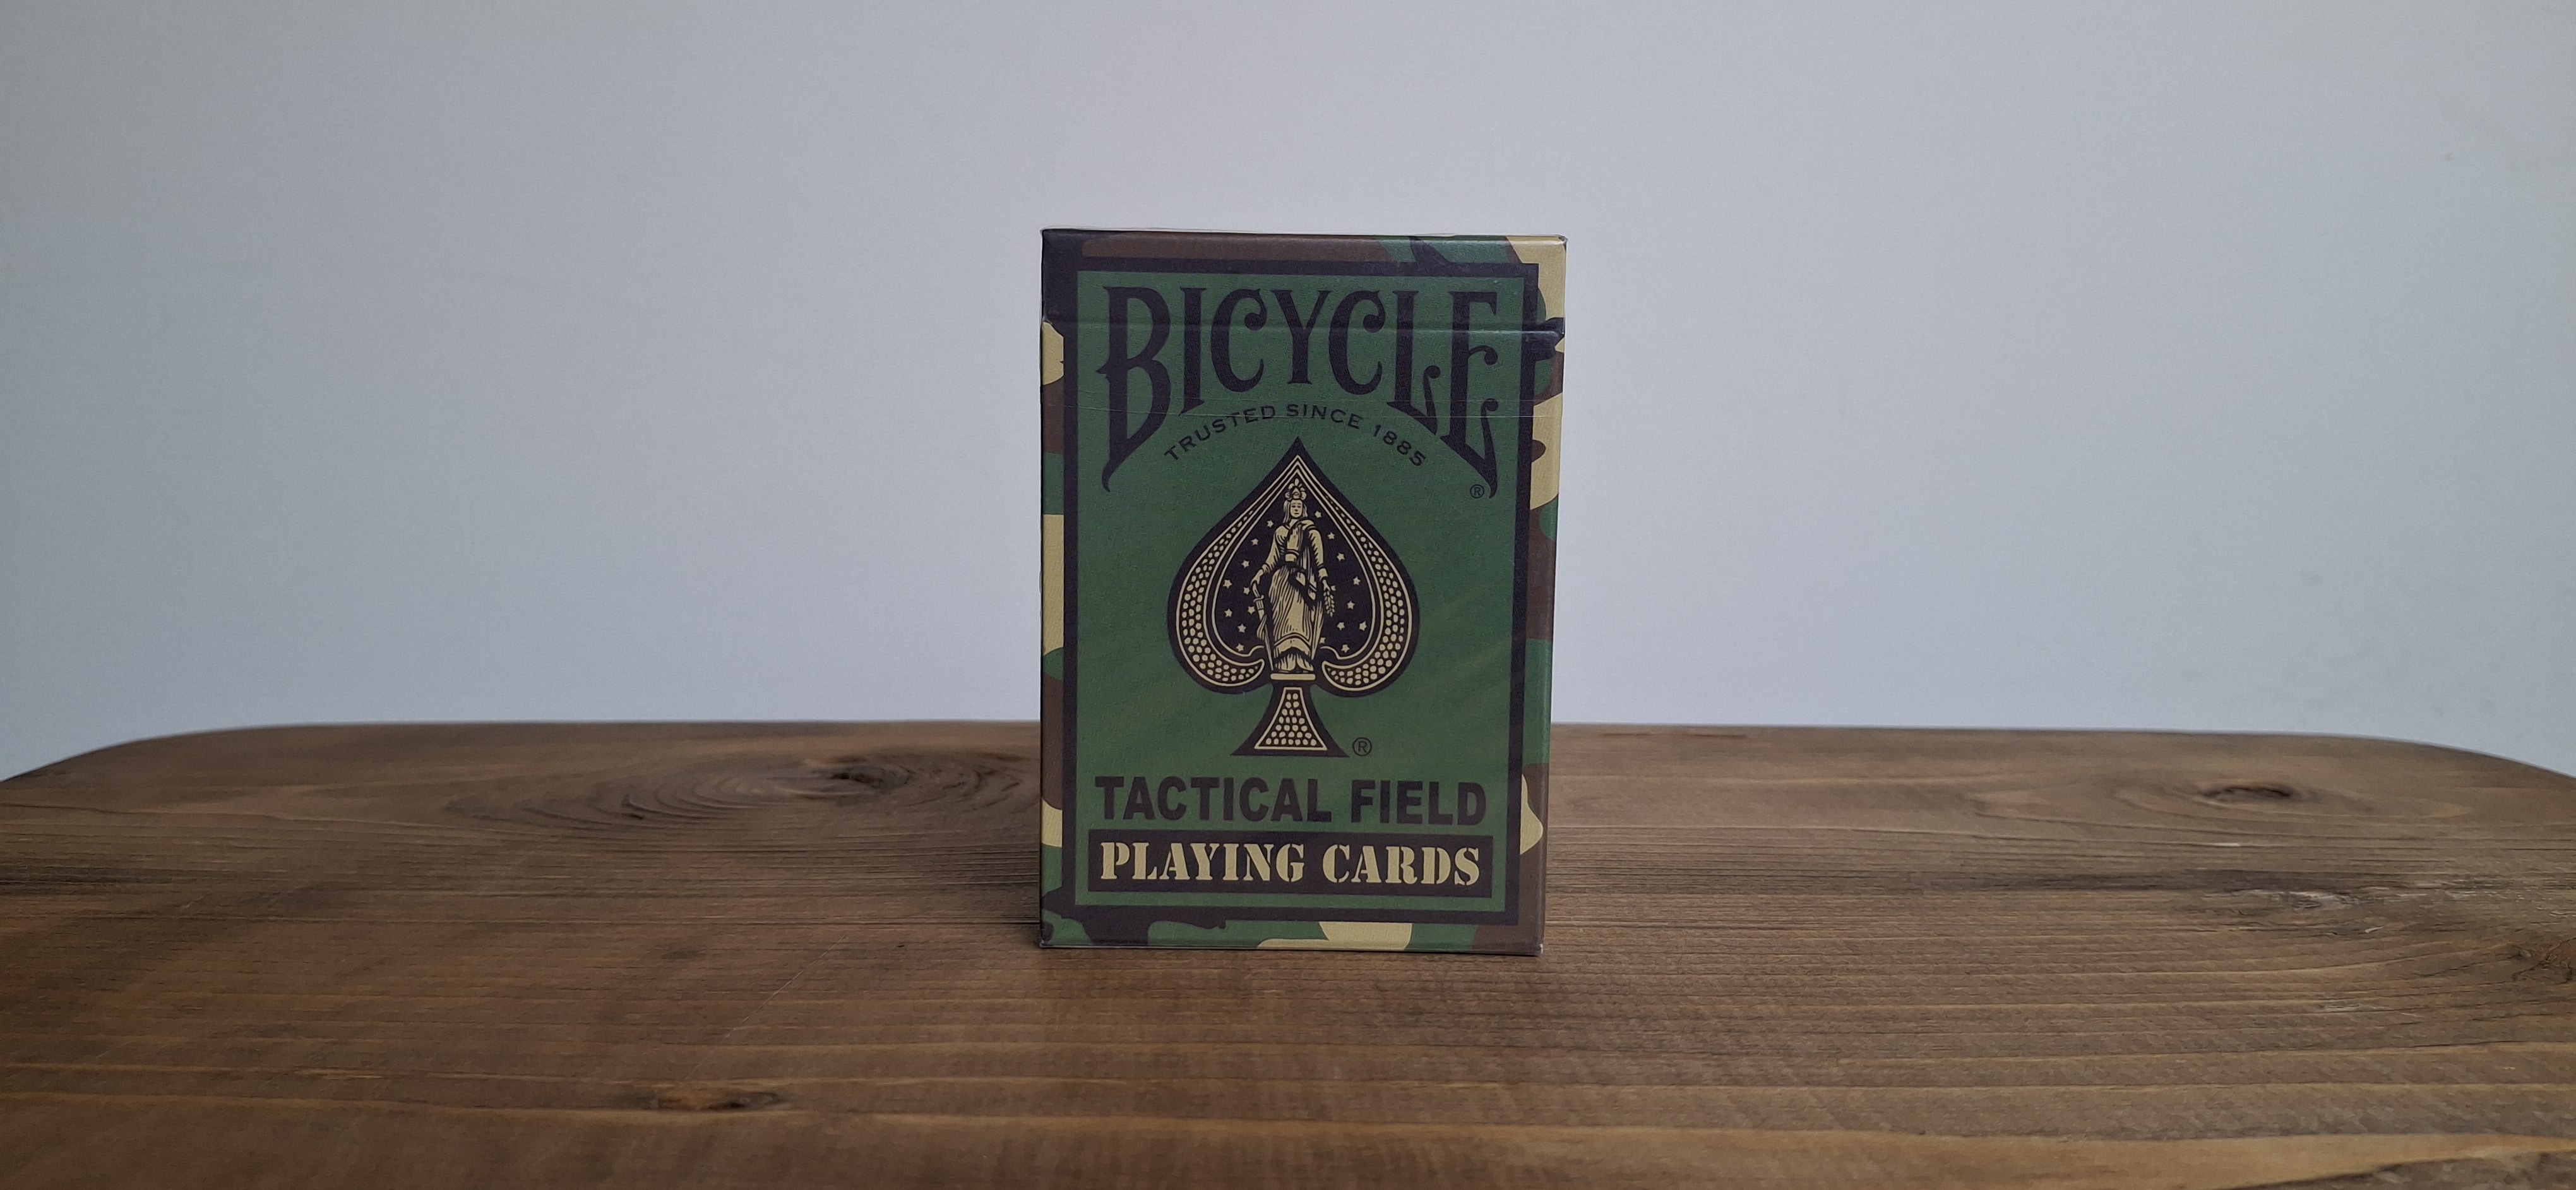 BICYCLE
®
TRUSTED SINCE 1885
®
TACTICAL FIELD
PLAYING CARDS